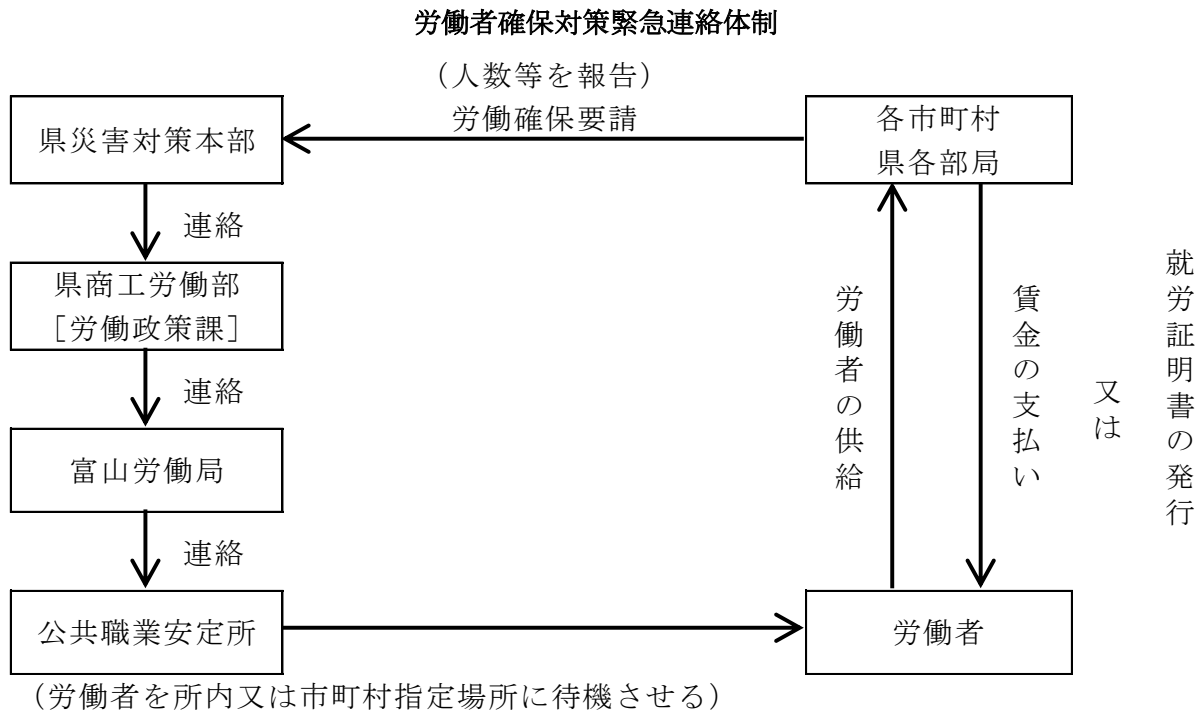 労働者確保対策緊急連絡体制
（人数等を報告）
労働確保要請
県災害対策本部
各市町村
県各部局
連絡
県商工労働部
［労働政策課］
連絡
富山労働局
連絡
公共職業安定所
労働者の供給
賃金の支払い
又は
就労証明書の発行
労働者
（労働者を所内又は市町村指定場所に待機させる）